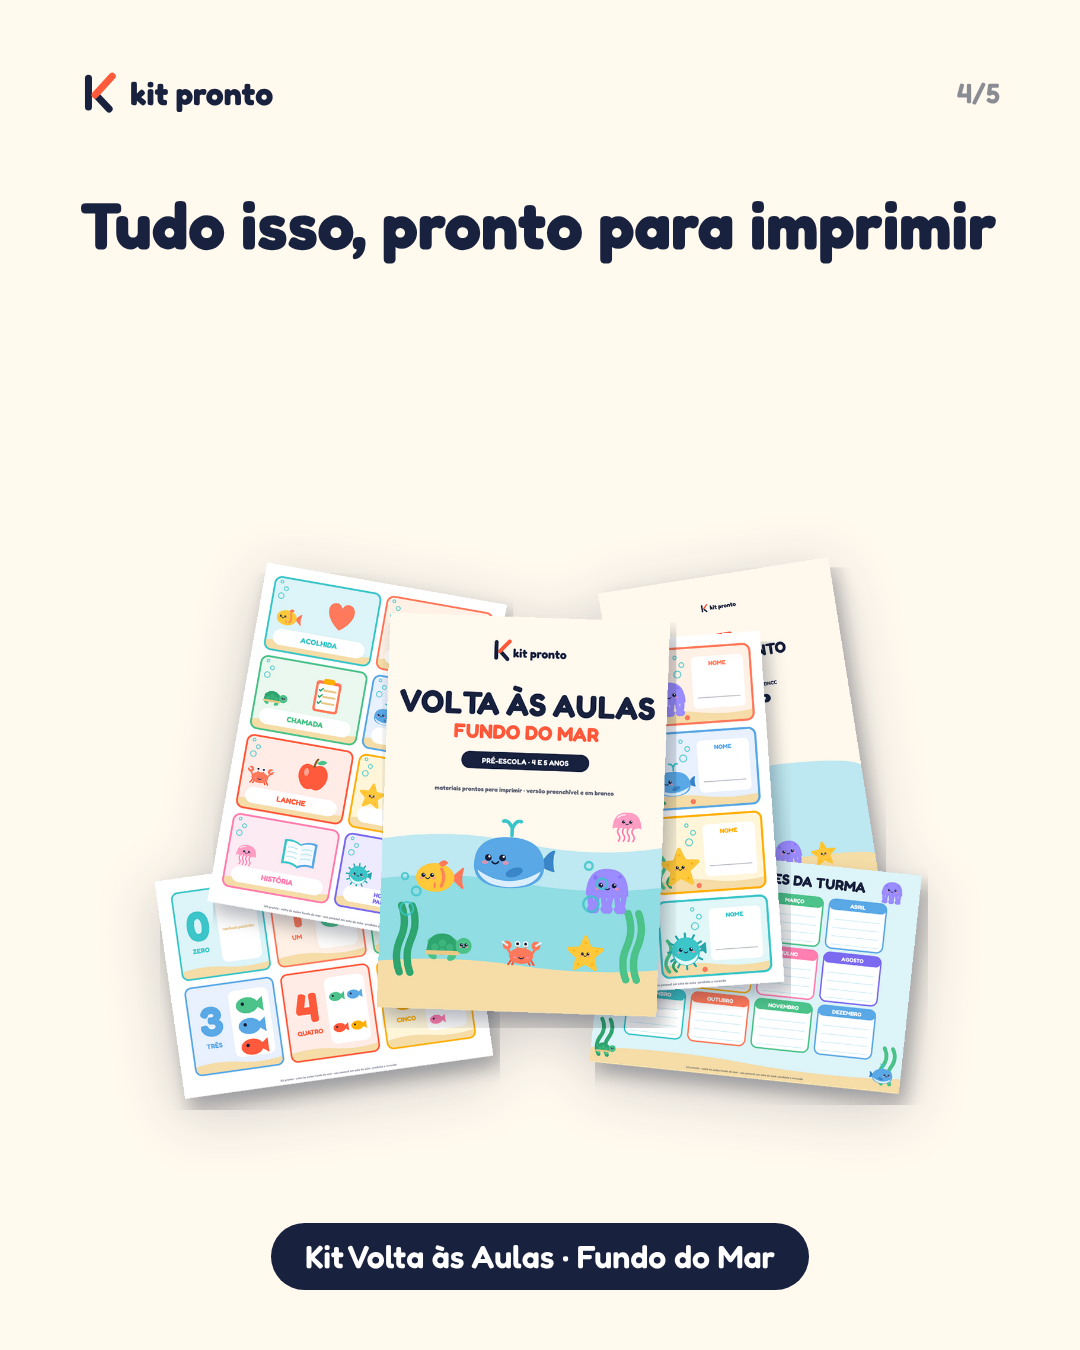 kit pronto
4/5
Tudo isso, pronto para imprimir
ACOLHIDA
CHAMADA
LANCHE
HISTÓRIA
kit pronto
VOLTA ÀS AULAS
FUNDO DO MAR
PRÉ-ESCOLA · 4 E 5 ANOS
materiais prontos para imprimir · versão preenchível e em branco
kit pronto
NOME
NOME
NOME
NOME
0
ZERO
UM
3
TRÊS
4
QUATRO
CINCO
DA TURMA
MARÇO
ABRIL
AGOSTO
OUTUBRO
NOVEMBRO
DEZEMBRO
Kit Volta às Aulas · Fundo do Mar